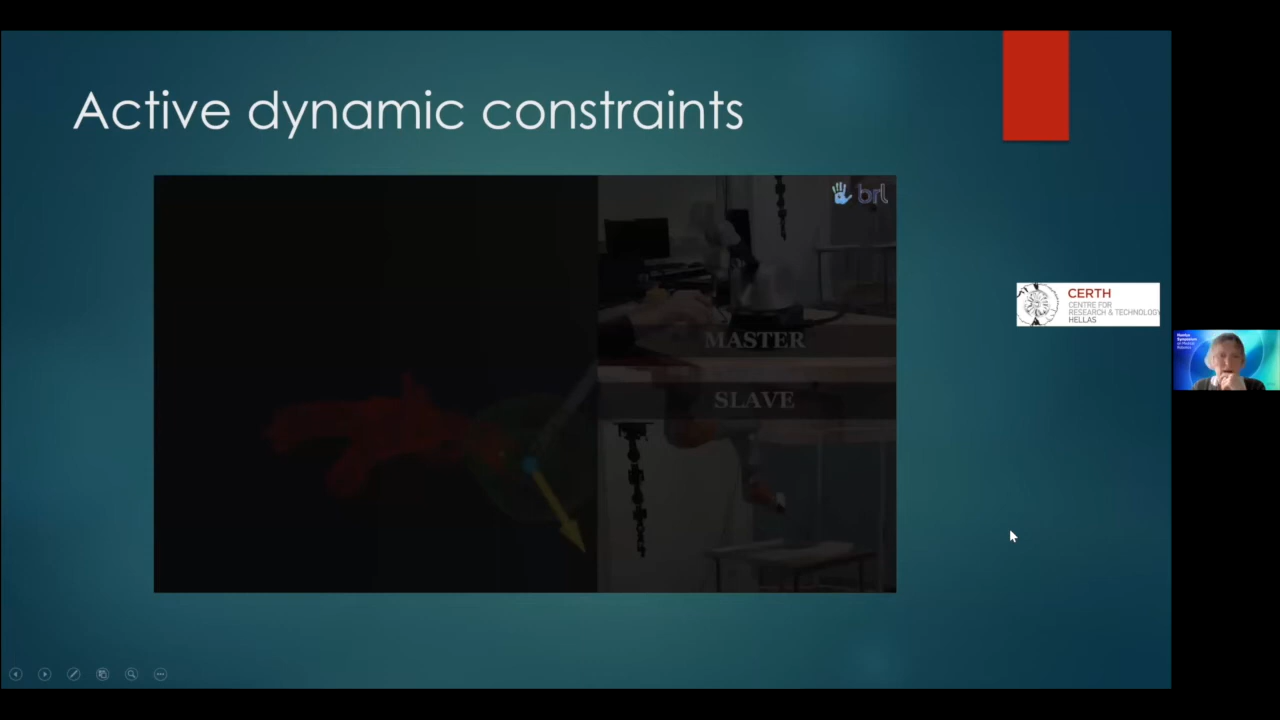 Active dynamic constraints
brl
MASTER
SLAVE
CERTH
CENTRE FOR
RESEARCH & TECHNOLOGY
HELLAS